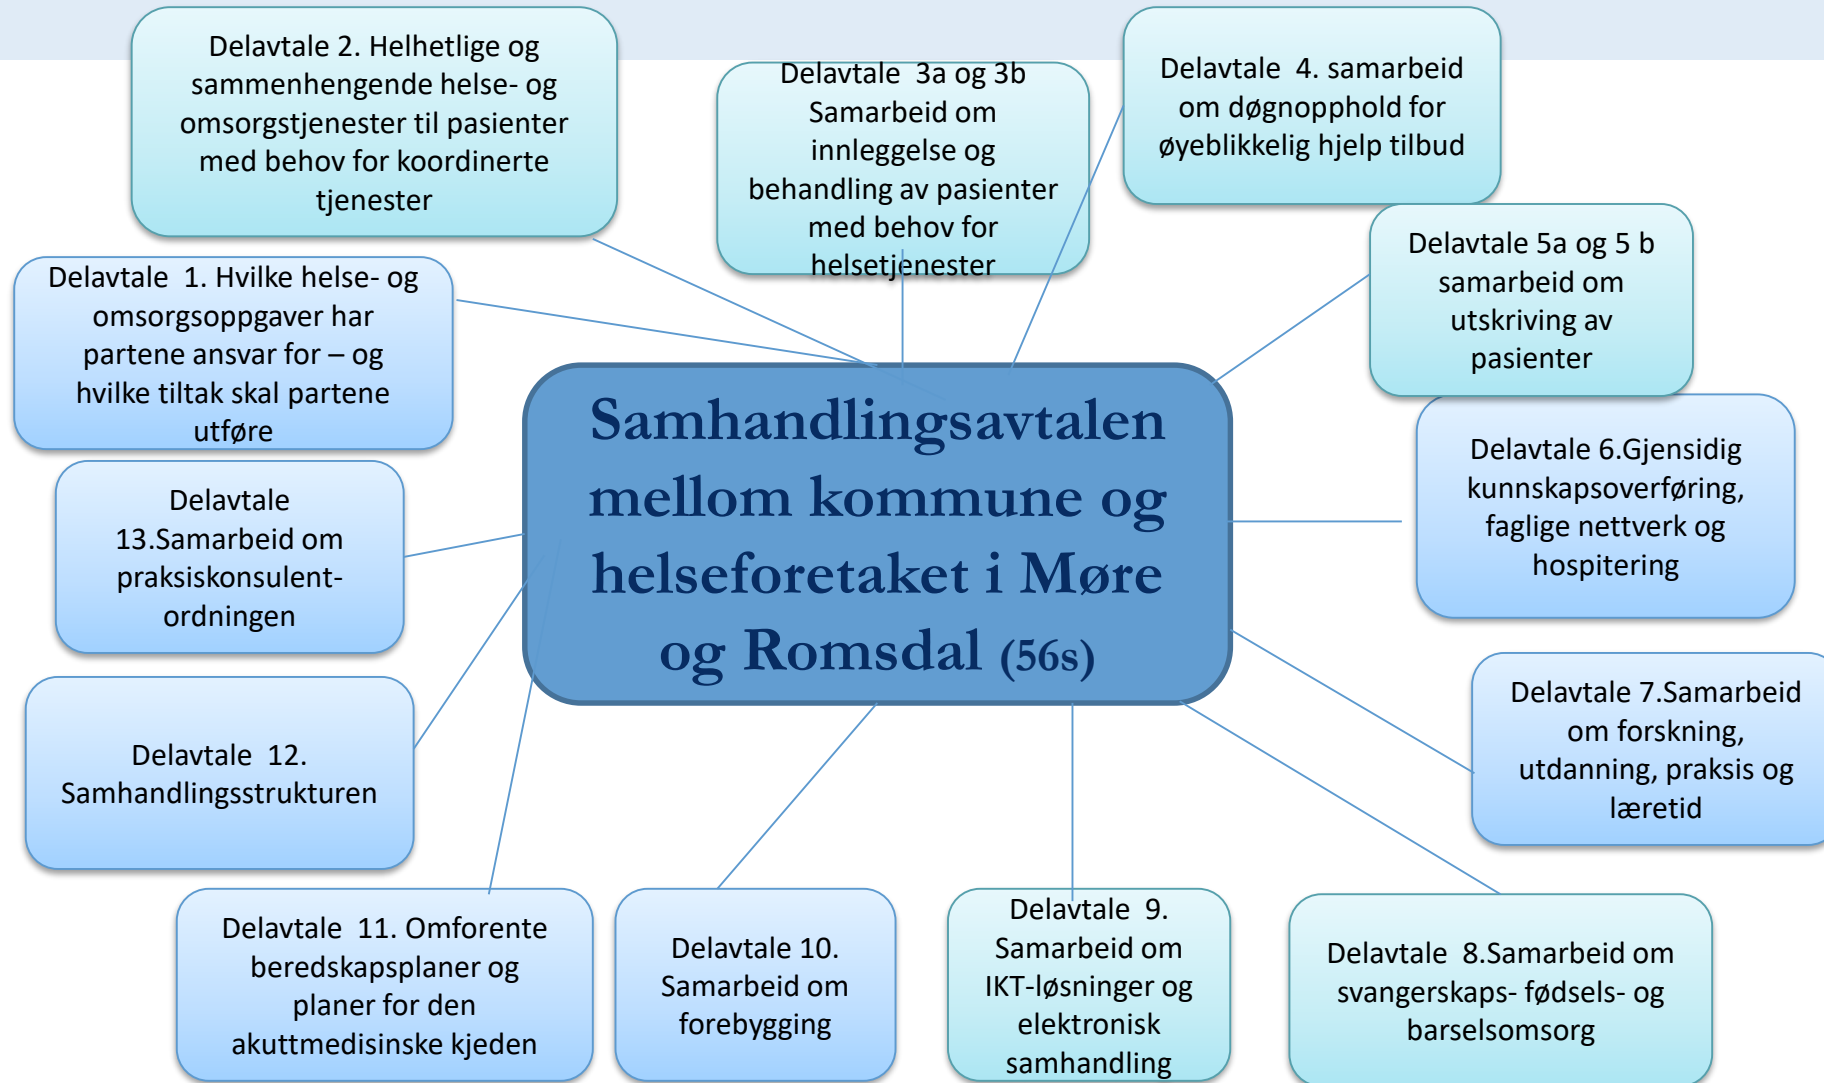 Delavtale 2. Helhetlige og
sammenhengende helse- og
omsorgstjenester til pasienter
med behov for koordinerte
tjenester
Delavtale  3a og 3b
Samarbeid om
innleggelse og
behandling av pasienter
med behov for
helsetjenester
Delavtale  4. samarbeid
om døgnopphold for
øyeblikkelig hjelp tilbud
Delavtale 5a og 5 b
samarbeid om
utskriving av
pasienter
Delavtale  1. Hvilke helse- og
omsorgsoppgaver har
partene ansvar for – og
hvilke tiltak skal partene
utføre
Samhandlingsavtalen
mellom kommune og
helseforetaket i Møre
og Romsdal (56s)
Delavtale 6.Gjensidig
kunnskapsoverføring,
faglige nettverk og
hospitering
Delavtale
13.Samarbeid om
praksiskonsulent-
ordningen
Delavtale  7.Samarbeid
om forskning,
utdanning, praksis og
læretid
Delavtale  12.
Samhandlingsstrukturen
Delavtale  11. Omforente
beredskapsplaner og
planer for den
akuttmedisinske kjeden
Delavtale 10.
Samarbeid om
forebygging
Delavtale  9.
Samarbeid om
IKT-løsninger og
elektronisk
samhandling
Delavtale  8.Samarbeid om
svangerskaps- fødsels- og
barselsomsorg